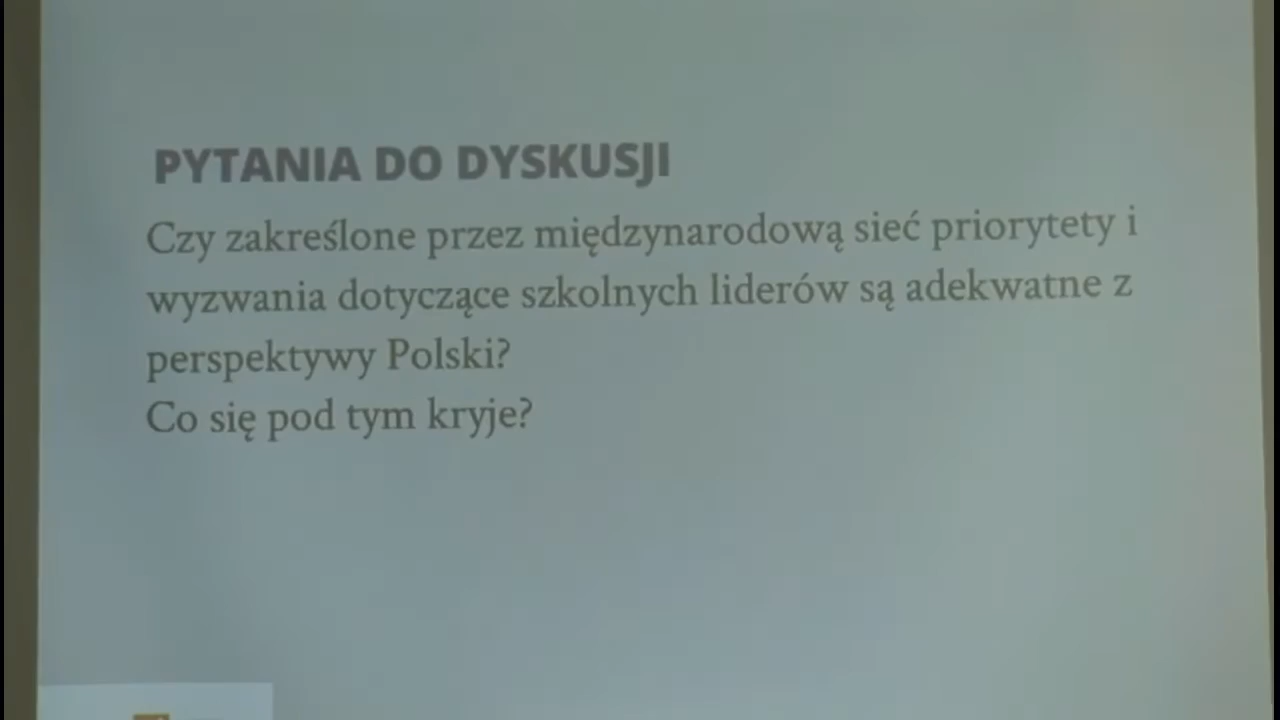 PYTANIA DO DYSKUSJI
Czy zakreślone przez międzynarodową sieć priorytety i
wyzwania dotyczące szkolnych liderów są adekwatne z
perspektywy Polski?
Co się pod tym kryje?